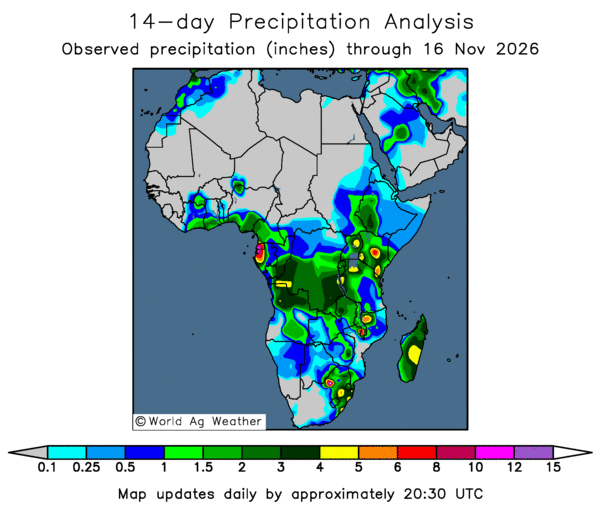 14-day Precipitation Analysis
Observed precipitation (inches) through 16 Nov 2026
© World Ag Weather
0.1 0.25 0.5 1 1.5 2 3 4 5 6 8 10 12 15
Map updates daily by approximately 20:30 UTC